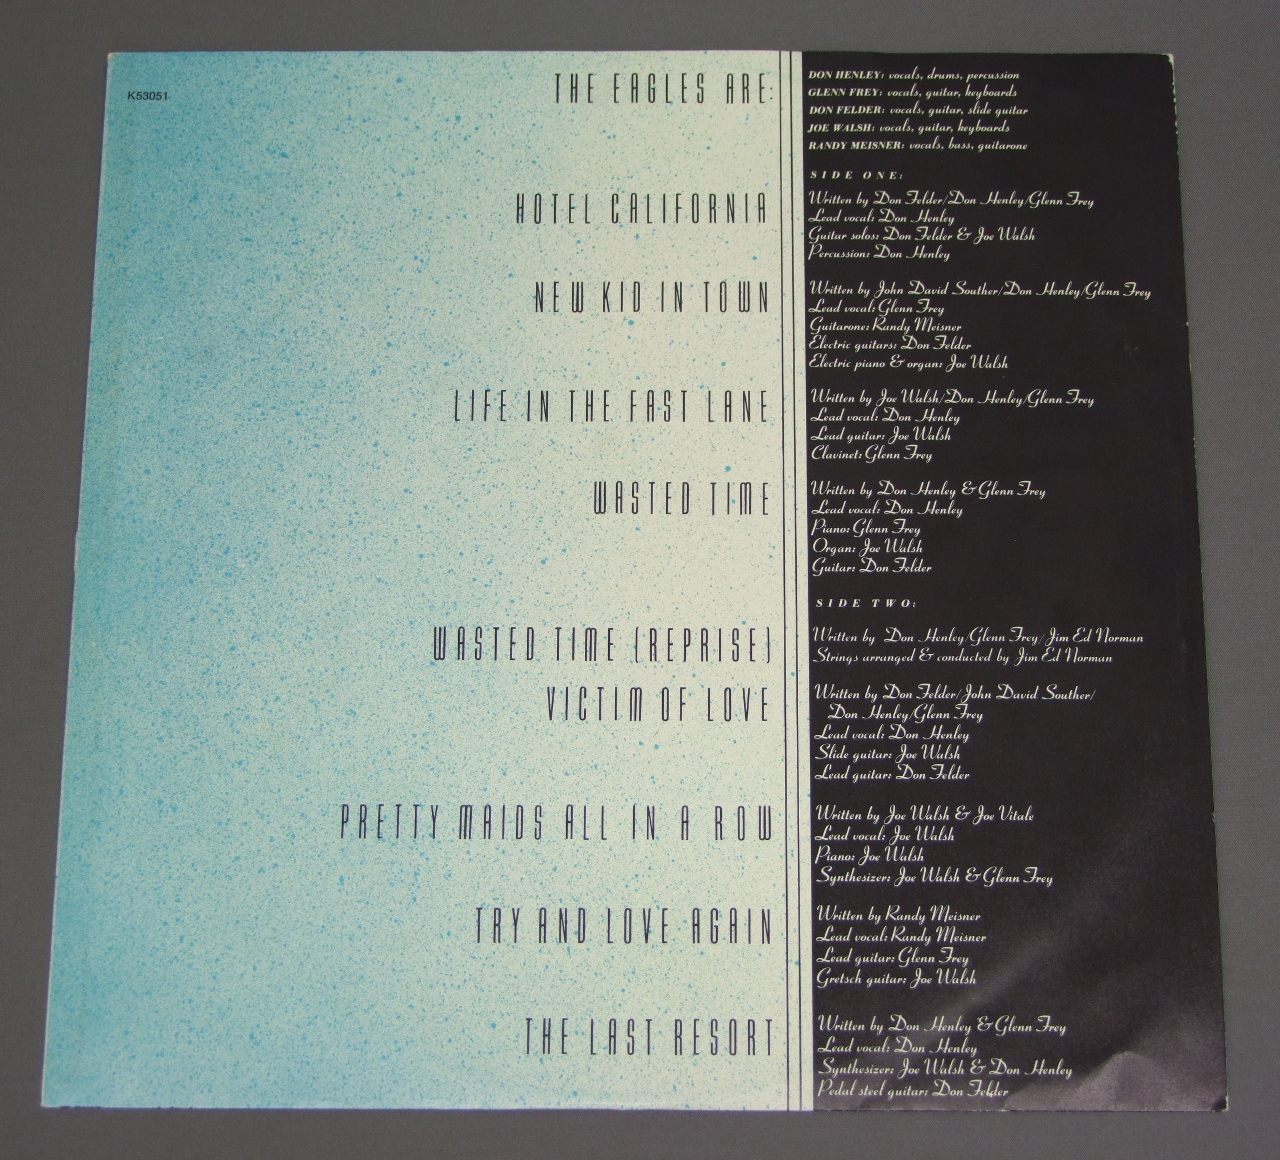 K53051
THE EAGLES ARE:
DON HENLEY: vocals, drums, percussion
GLENN FREY: vocals, guitar, keyboards
DON FELDER: vocals, guitar, slide guitar
JOE WALSH: vocals, guitar, keyboards
RANDY MEISNER: vocals, bass, guitarone
SIDE ONE:
HOTEL CALIFORNIA
Written by Don Felder/Don Henley/Glenn Frey
Lead vocal: Don Henley
Guitar solos: Don Felder & Joe Walsh
Percussion: Don Henley
NEW KID IN TOWN
Written by John David Souther/Don Henley/Glenn Frey
Lead vocal: Glenn Frey
Guitarone: Randy Meisner
Electric guitars: Don Felder
Electric piano & organ: Joe Walsh
LIFE IN THE FAST LANE
Written by Joe Walsh/Don Henley/Glenn Frey
Lead vocal: Don Henley
Lead guitar: Joe Walsh
Clavinet: Glenn Frey
WASTED TIME
Written by Don Henley & Glenn Frey
Lead vocal: Don Henley
Piano: Glenn Frey
Organ: Joe Walsh
Guitar: Don Felder
SIDE TWO:
WASTED TIME (REPRISE)
Written by Don Henley/Glenn Frey/Jim Ed Norman
Strings arranged & conducted by Jim Ed Norman
VICTIM OF LOVE
Written by Don Felder/John David Souther/
Don Henley/Glenn Frey
Lead vocal: Don Henley
Slide guitar: Joe Walsh
Lead guitar: Don Felder
PRETTY MAIDS ALL IN A ROW
Written by Joe Walsh & Joe Vitale
Lead vocal: Joe Walsh
Piano: Joe Walsh
Synthesizer: Joe Walsh & Glenn Frey
TRY AND LOVE AGAIN
Written by Randy Meisner
Lead vocal: Randy Meisner
Lead guitar: Glenn Frey
Gretsch guitar: Joe Walsh
THE LAST RESORT
Written by Don Henley & Glenn Frey
Lead vocal: Don Henley
Synthesizer: Joe Walsh & Don Henley
Pedal steel guitar: Don Felder